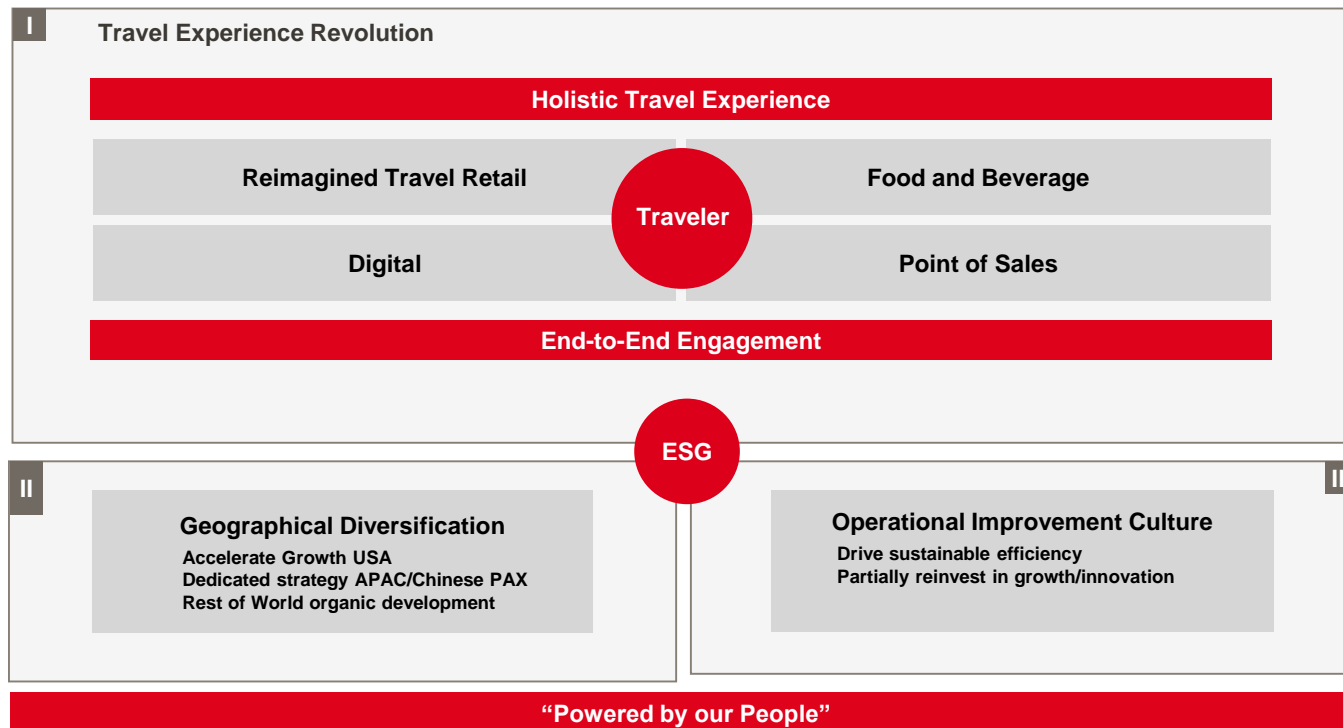 I
Travel Experience Revolution
Holistic Travel Experience
Reimagined Travel Retail
Food and Beverage
Traveler
Digital
Point of Sales
End-to-End Engagement
ESG
II
Geographical Diversification
Accelerate Growth USA
Dedicated strategy APAC/Chinese PAX
Rest of World organic development
Operational Improvement Culture
Drive sustainable efficiency
Partially reinvest in growth/innovation
“Powered by our People”